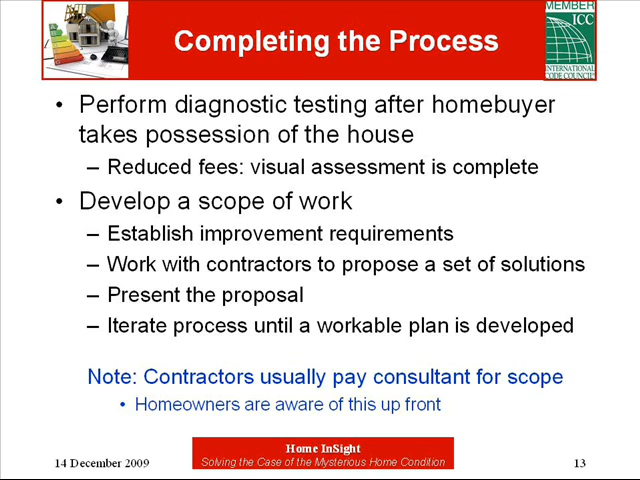 Completing the Process
MEMBER
ICC
INTERNATIONAL
CODE COUNCIL
• Perform diagnostic testing after homebuyer
takes possession of the house
– Reduced fees: visual assessment is complete
• Develop a scope of work
– Establish improvement requirements
– Work with contractors to propose a set of solutions
– Present the proposal
– Iterate process until a workable plan is developed
Note: Contractors usually pay consultant for scope
• Homeowners are aware of this up front
14 December 2009
Home InSight
Solving the Case of the Mysterious Home Condition
13